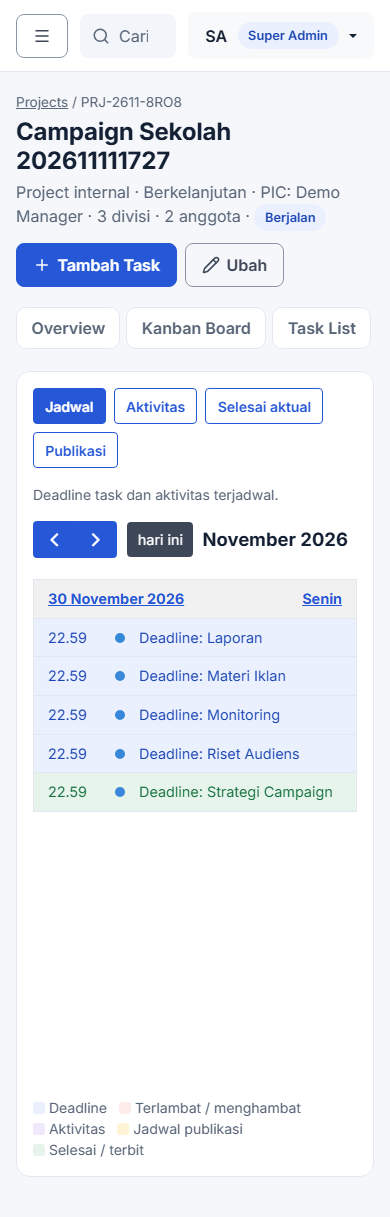 Cari
SA Super Admin
Projects / PRJ-2611-8RO8
Campaign Sekolah
202611111727
Project internal · Berkelanjutan · PIC: Demo
Manager · 3 divisi · 2 anggota · Berjalan
+ Tambah Task
Ubah
Overview
Kanban Board
Task List
Jadwal
Aktivitas
Selesai aktual
Publikasi
Deadline task dan aktivitas terjadwal.
hari ini
November 2026
30 November 2026 Senin
22.59 Deadline: Laporan
22.59 Deadline: Materi Iklan
22.59 Deadline: Monitoring
22.59 Deadline: Riset Audiens
22.59 Deadline: Strategi Campaign
Deadline Terlambat / menghambat
Aktivitas Jadwal publikasi
Selesai / terbit